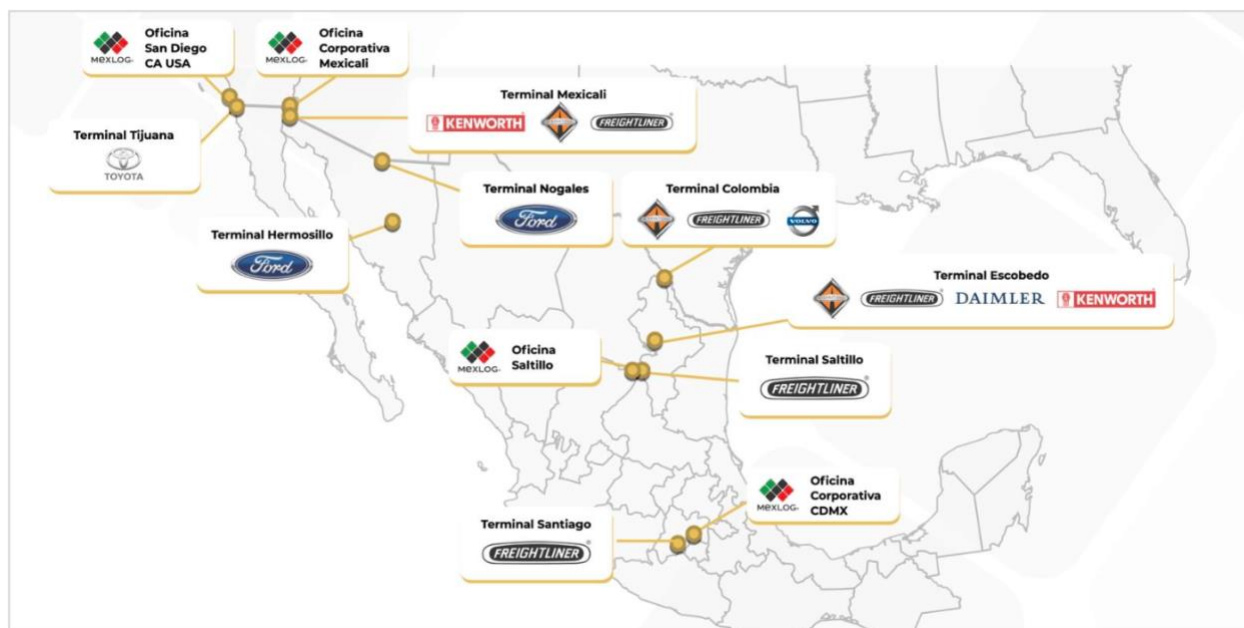 Oficina
San Diego
CA USA
MEXLOG
Oficina
Corporativa
Mexicali
MEXLOG
Terminal Mexicali
KENWORTH
FREIGHTLINER
Terminal Tijuana
TOYOTA
Terminal Nogales
Ford
Terminal Colombia
FREIGHTLINER
VOLVO
Terminal Hermosillo
Ford
Terminal Escobedo
FREIGHTLINER
DAIMLER
KENWORTH
MEXLOG
Oficina
Saltillo
Terminal Saltillo
FREIGHTLINER
MEXLOG
Oficina
Corporativa
CDMX
Terminal Santiago
FREIGHTLINER